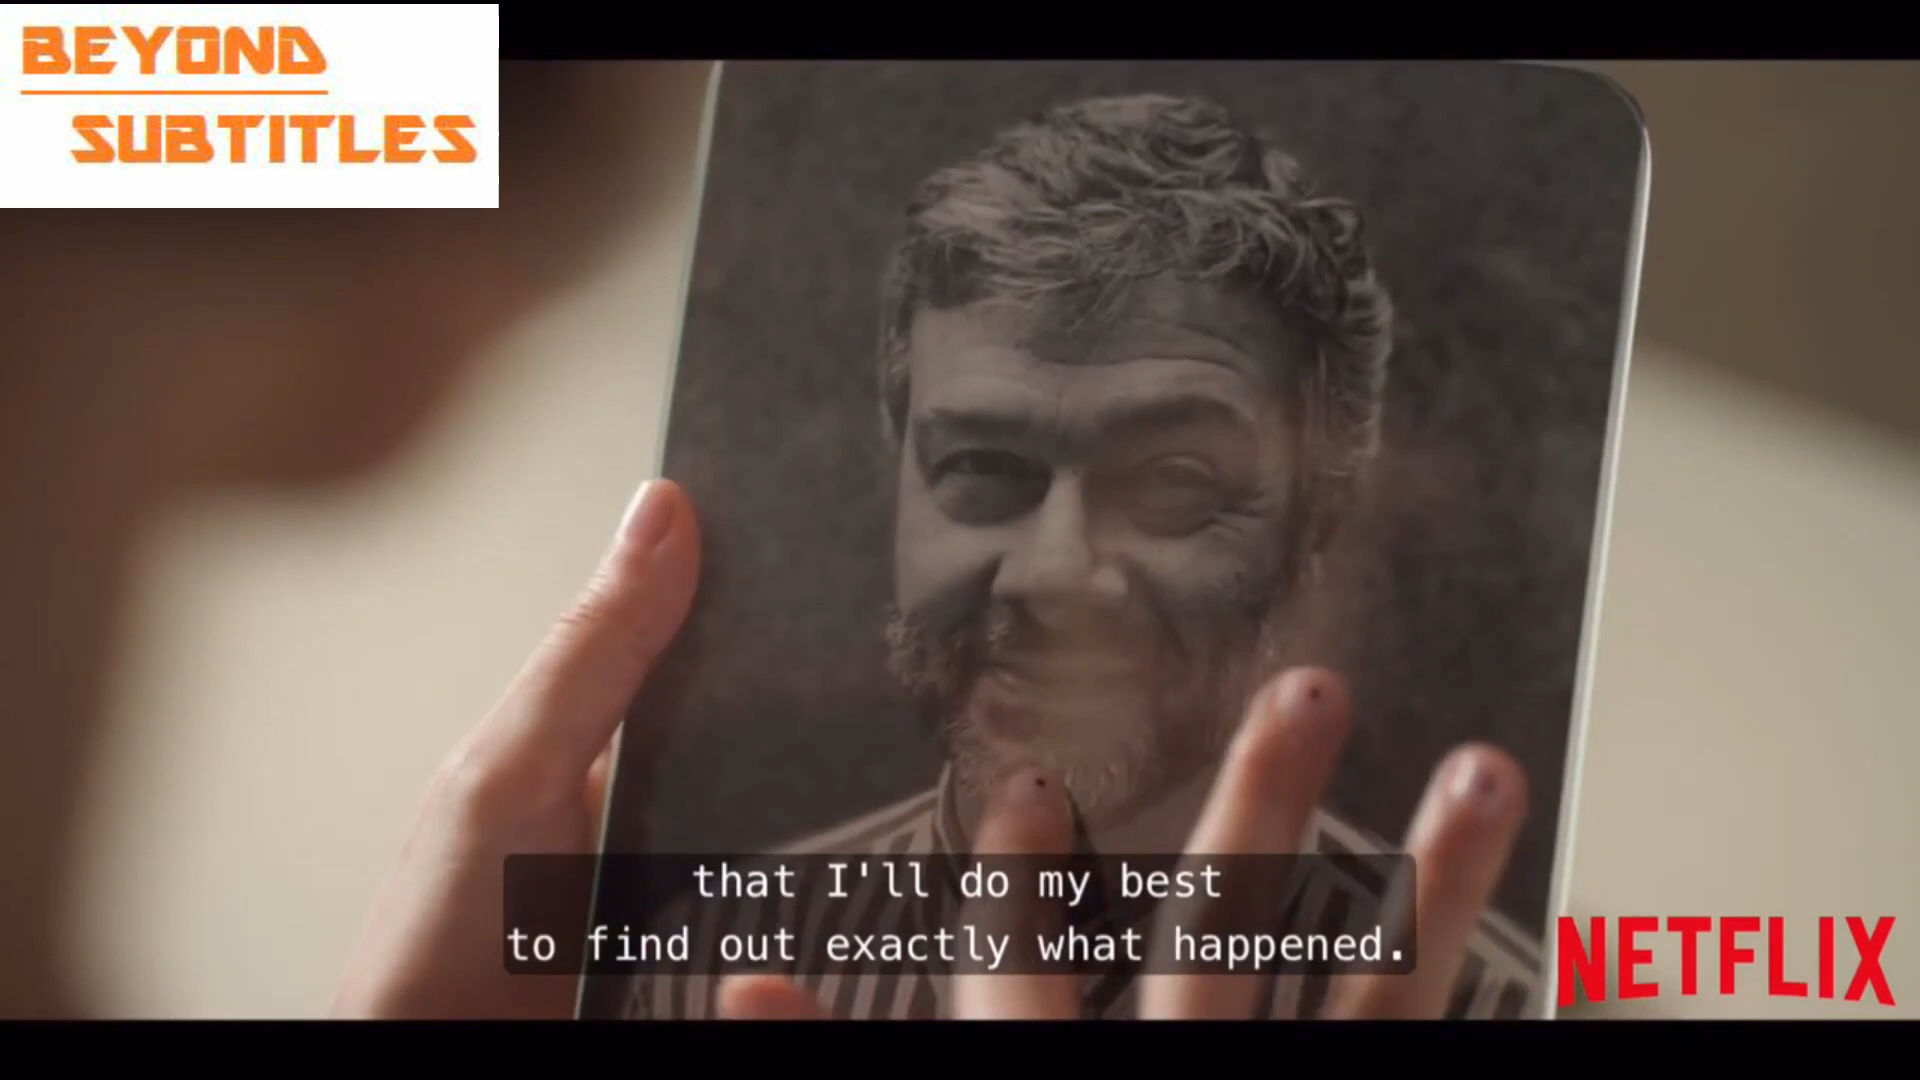 BEYOND
SUBTITLES
that I'll do my best
to find out exactly what happened.
NETFLIX